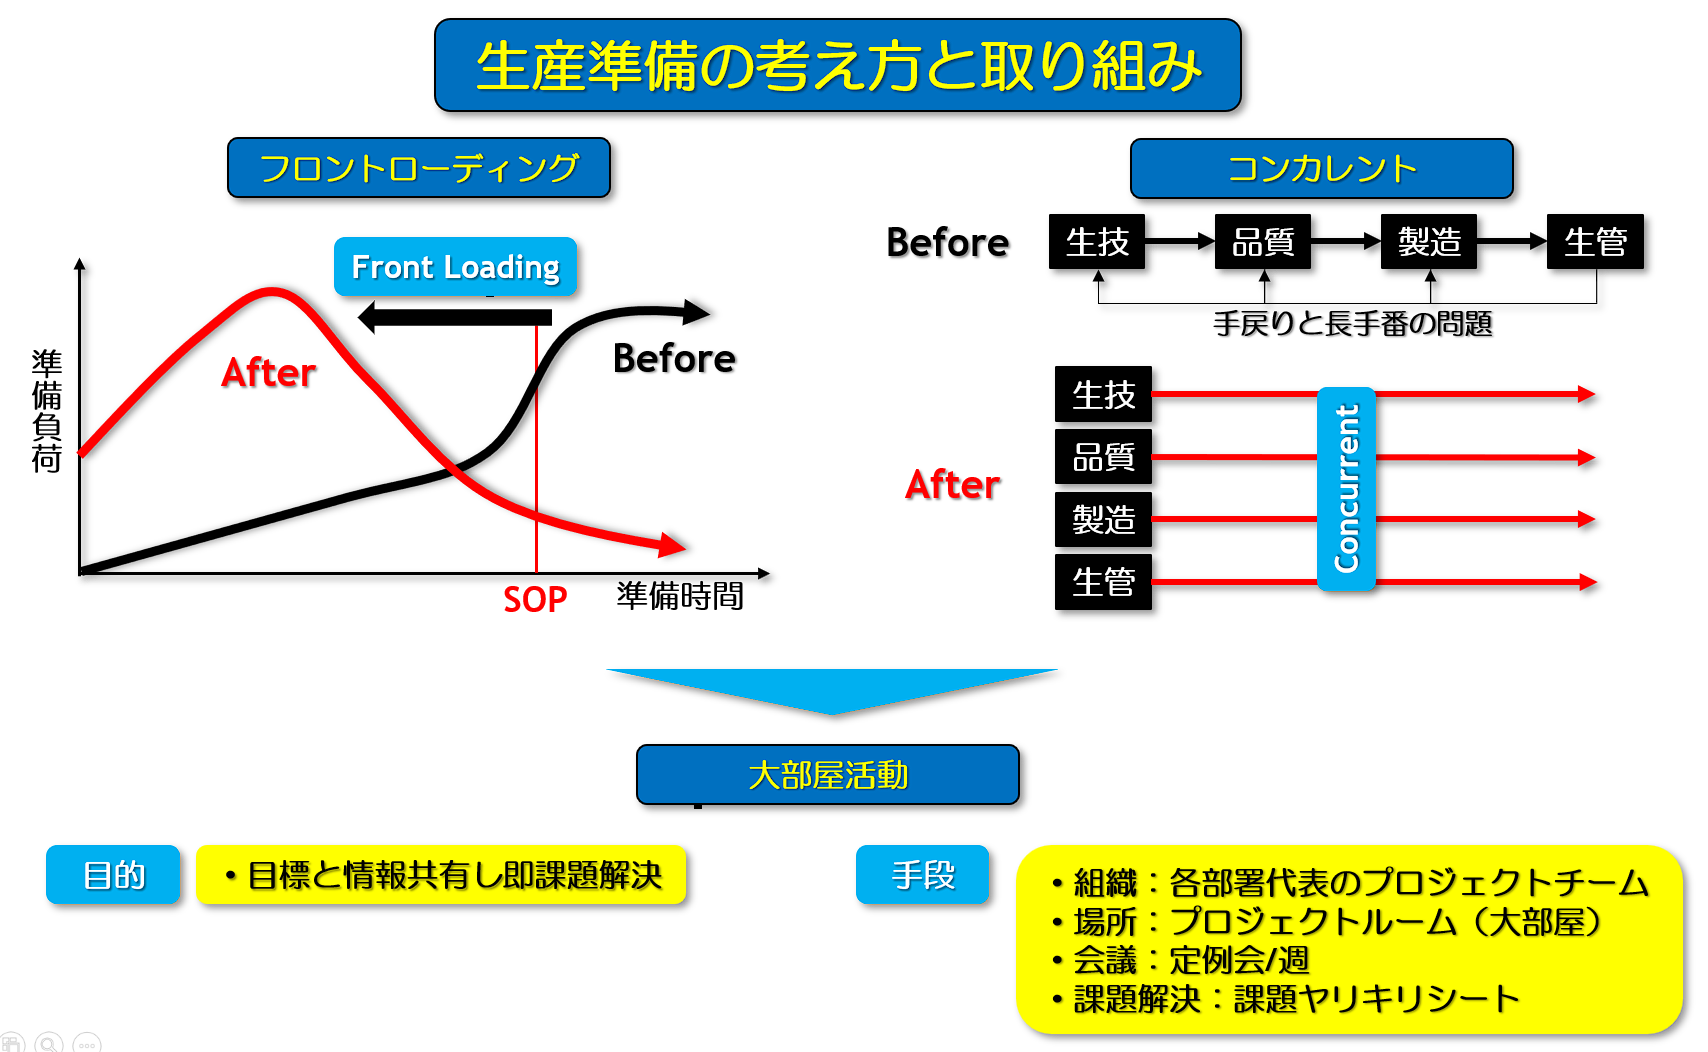 生産準備の考え方と取り組み
フロントローディング
Front Loading
準備負荷
After
Before
SOP
準備時間
コンカレント
Before
生技
品質
製造
生管
手戻りと長手番の問題
After
生技
品質
製造
生管
Concurrent
大部屋活動
目的
・目標と情報共有し即課題解決
手段
・組織：各部署代表のプロジェクトチーム
・場所：プロジェクトルーム（大部屋）
・会議：定例会/週
・課題解決：課題ヤリキリシート